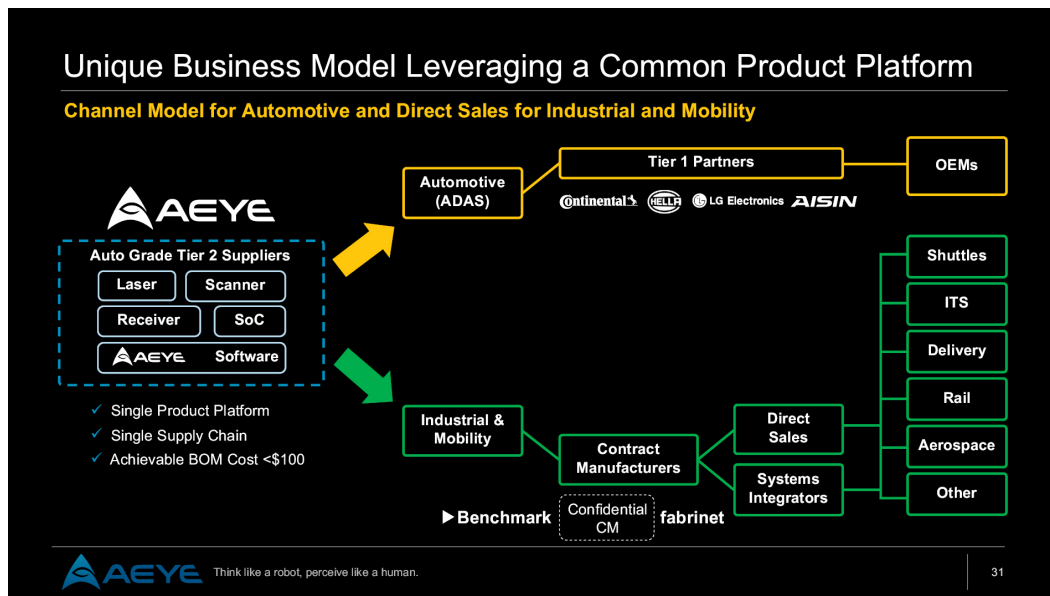 Unique Business Model Leveraging a Common Product Platform
Channel Model for Automotive and Direct Sales for Industrial and Mobility
AEYE
Auto Grade Tier 2 Suppliers
Laser
Scanner
Receiver
SoC
AEYE Software
✓ Single Product Platform
✓ Single Supply Chain
✓ Achievable BOM Cost <$100
Automotive
(ADAS)
Tier 1 Partners
Continental
HELLA
LG Electronics
AISIN
OEMs
Industrial &
Mobility
Contract
Manufacturers
Benchmark
Confidential
CM
fabrinet
Direct
Sales
Systems
Integrators
Shuttles
ITS
Delivery
Rail
Aerospace
Other
AEYE
Think like a robot, perceive like a human.
31